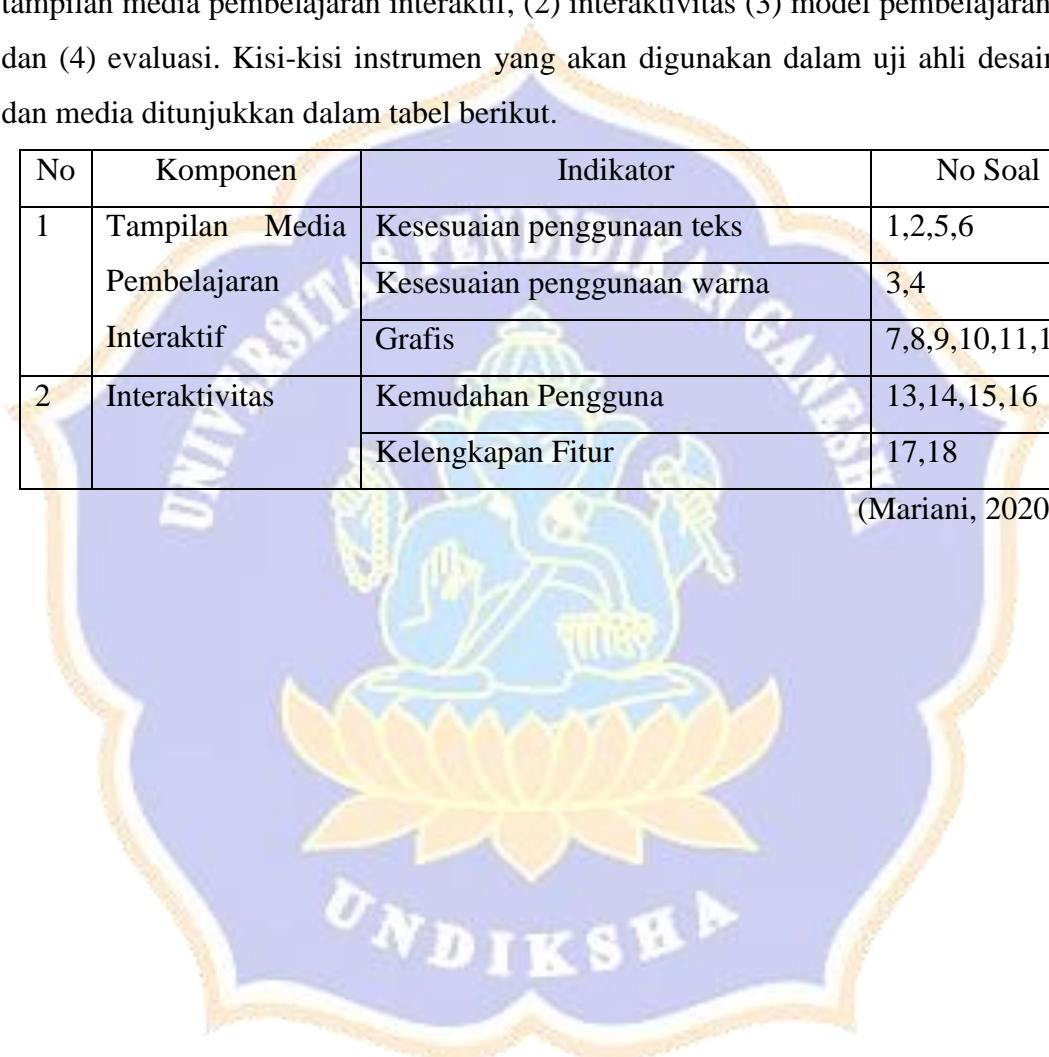 tampilan media pembelajaran interaktif, (2) interaktivitas (3) model pembelajaran
dan (4) evaluasi. Kisi-kisi instrumen yang akan digunakan dalam uji ahli desain
dan media ditunjukkan dalam tabel berikut.
No Komponen Indikator No Soal
1 Tampilan Media Pembelajaran Interaktif Kesesuaian penggunaan teks 1,2,5,6
Kesesuaian penggunaan warna 3,4
Grafis 7,8,9,10,11,1
2 Interaktivitas Kemudahan Pengguna 13,14,15,16
Kelengkapan Fitur 17,18
(Mariani, 2020
UNIVERSITAS PENDIDIKAN GANESHA
UNDIKSHA